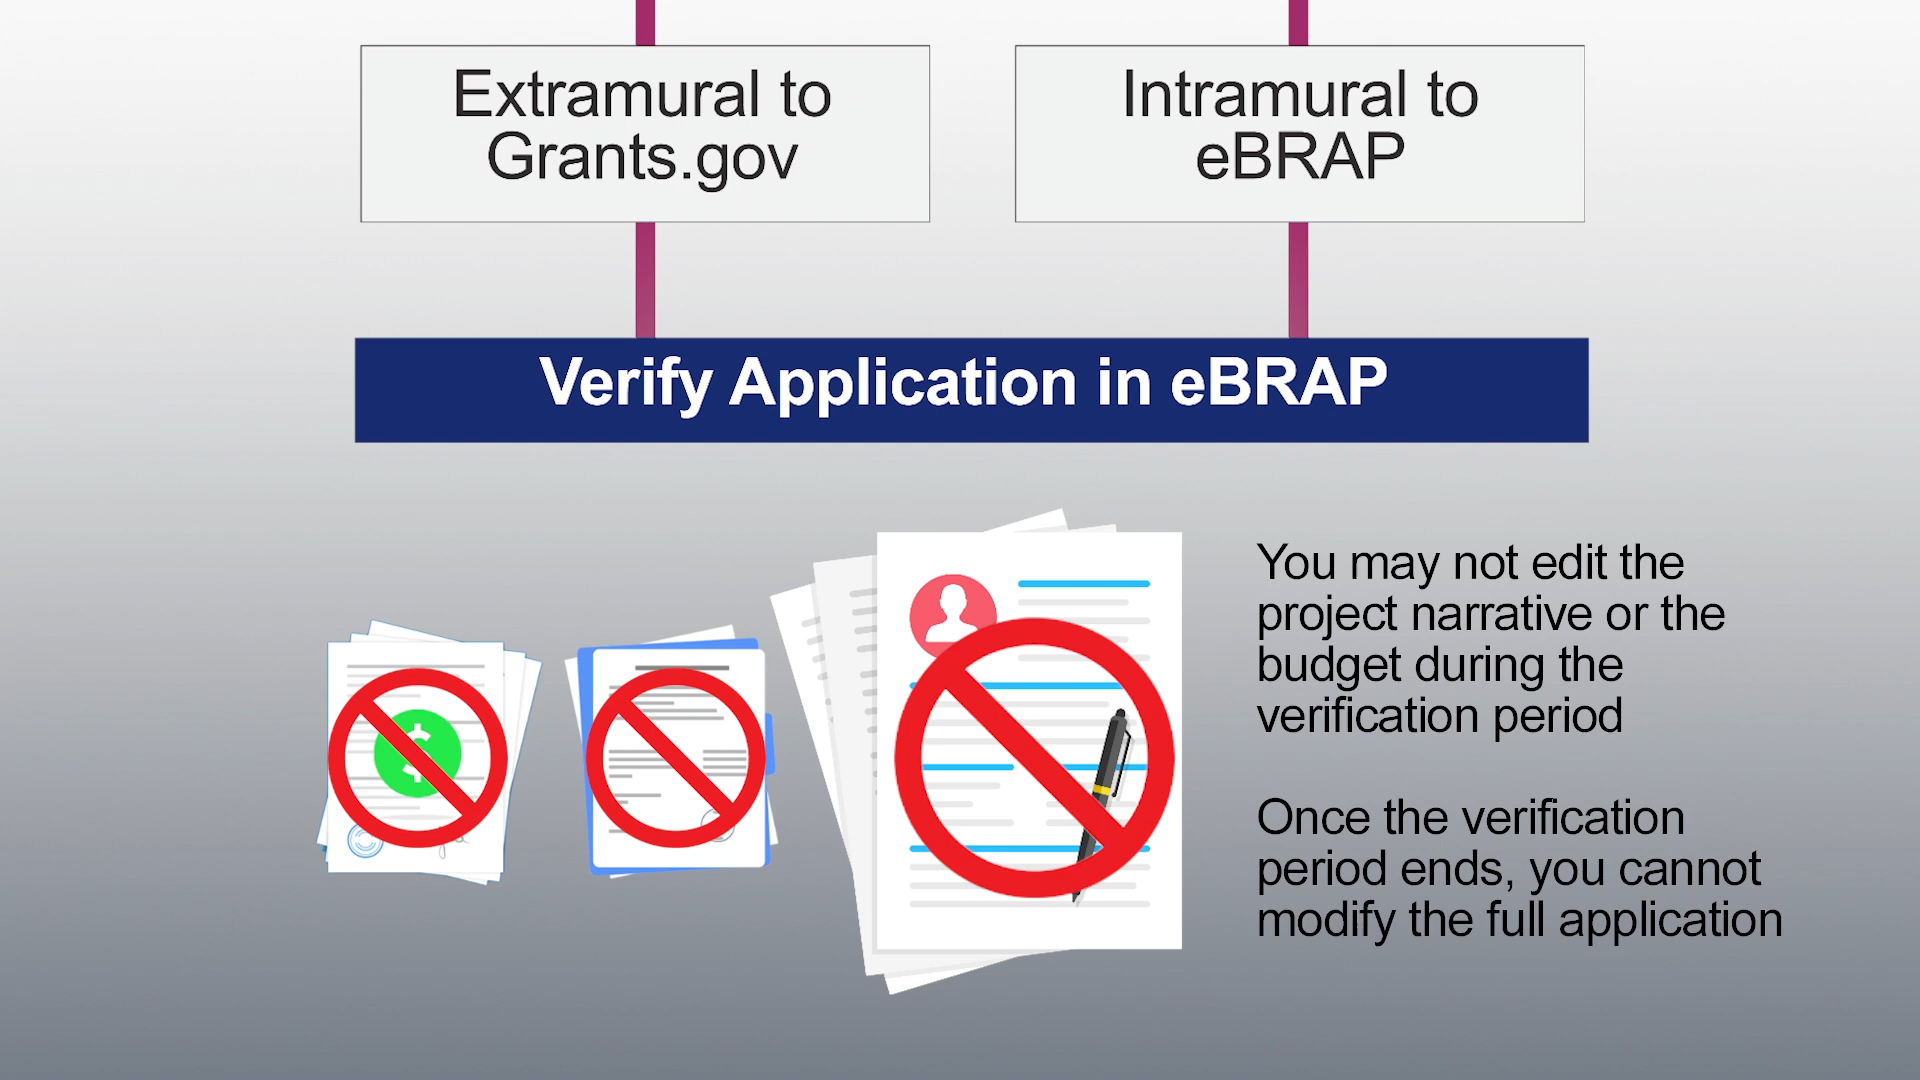 Extramural to
Grants.gov
Intramural to
eBRAP
Verify Application in eBRAP
You may not edit the
project narrative or the
budget during the
verification period
Once the verification
period ends, you cannot
modify the full application
$